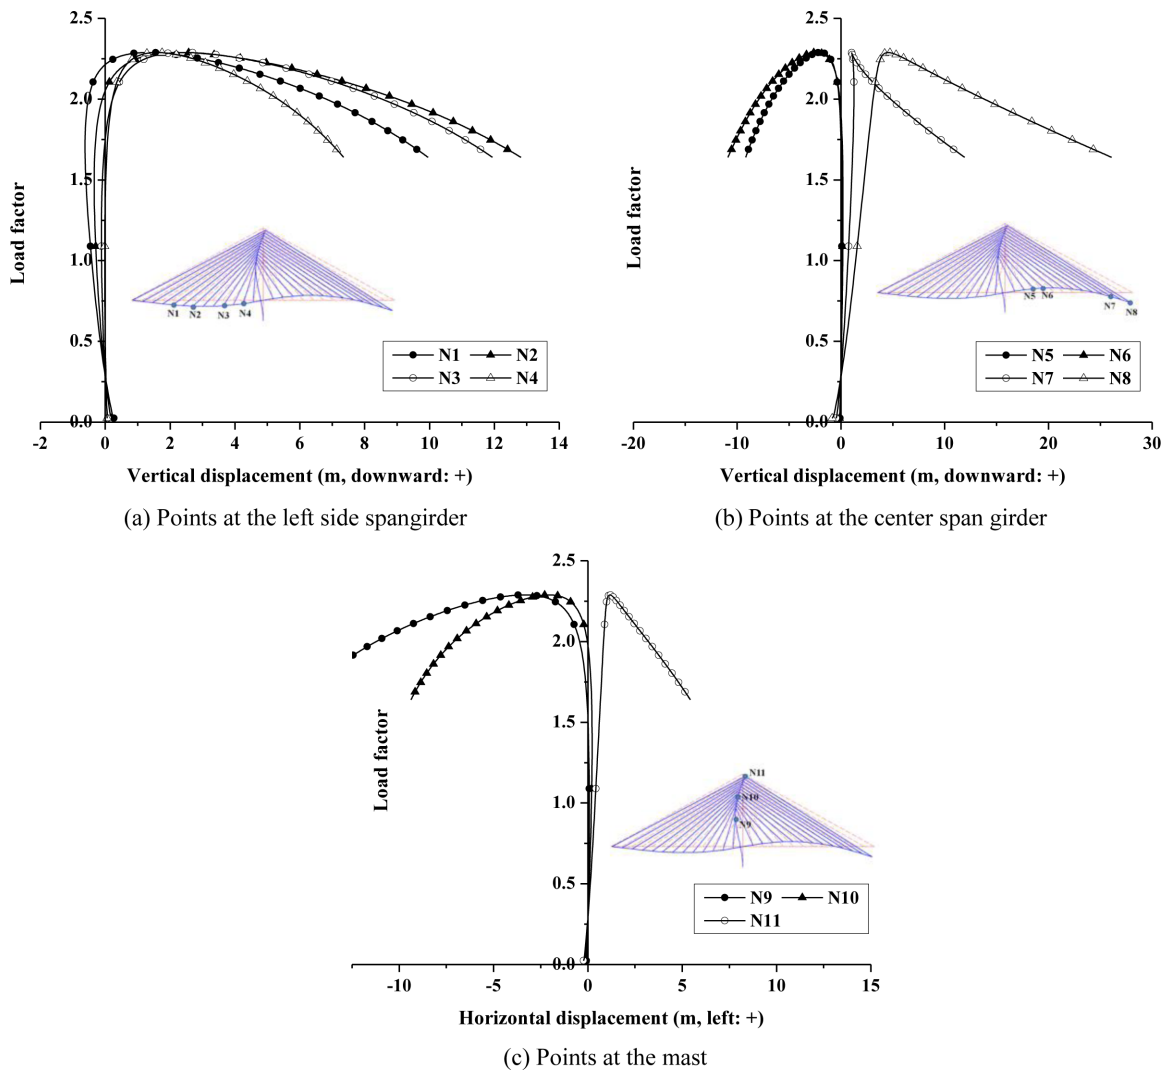 2.5
2.0
1.5
1.0
0.5
0.0
Load factor
N1 N2 N3 N4
N1 N2
N3 N4
-2 0 2 4 6 8 10 12 14
Vertical displacement (m, downward: +)
(a) Points at the left side spangirder
2.5
2.0
1.5
1.0
0.5
0.0
Load factor
N5 N6 N7 N8
N5 N6
N7 N8
-20 -10 0 10 20 30
Vertical displacement (m, downward: +)
(b) Points at the center span girder
2.5
2.0
1.5
1.0
0.5
0.0
Load factor
N11
N10
N9
N9 N10
N11
-10 -5 0 5 10 15
Horizontal displacement (m, left: +)
(c) Points at the mast